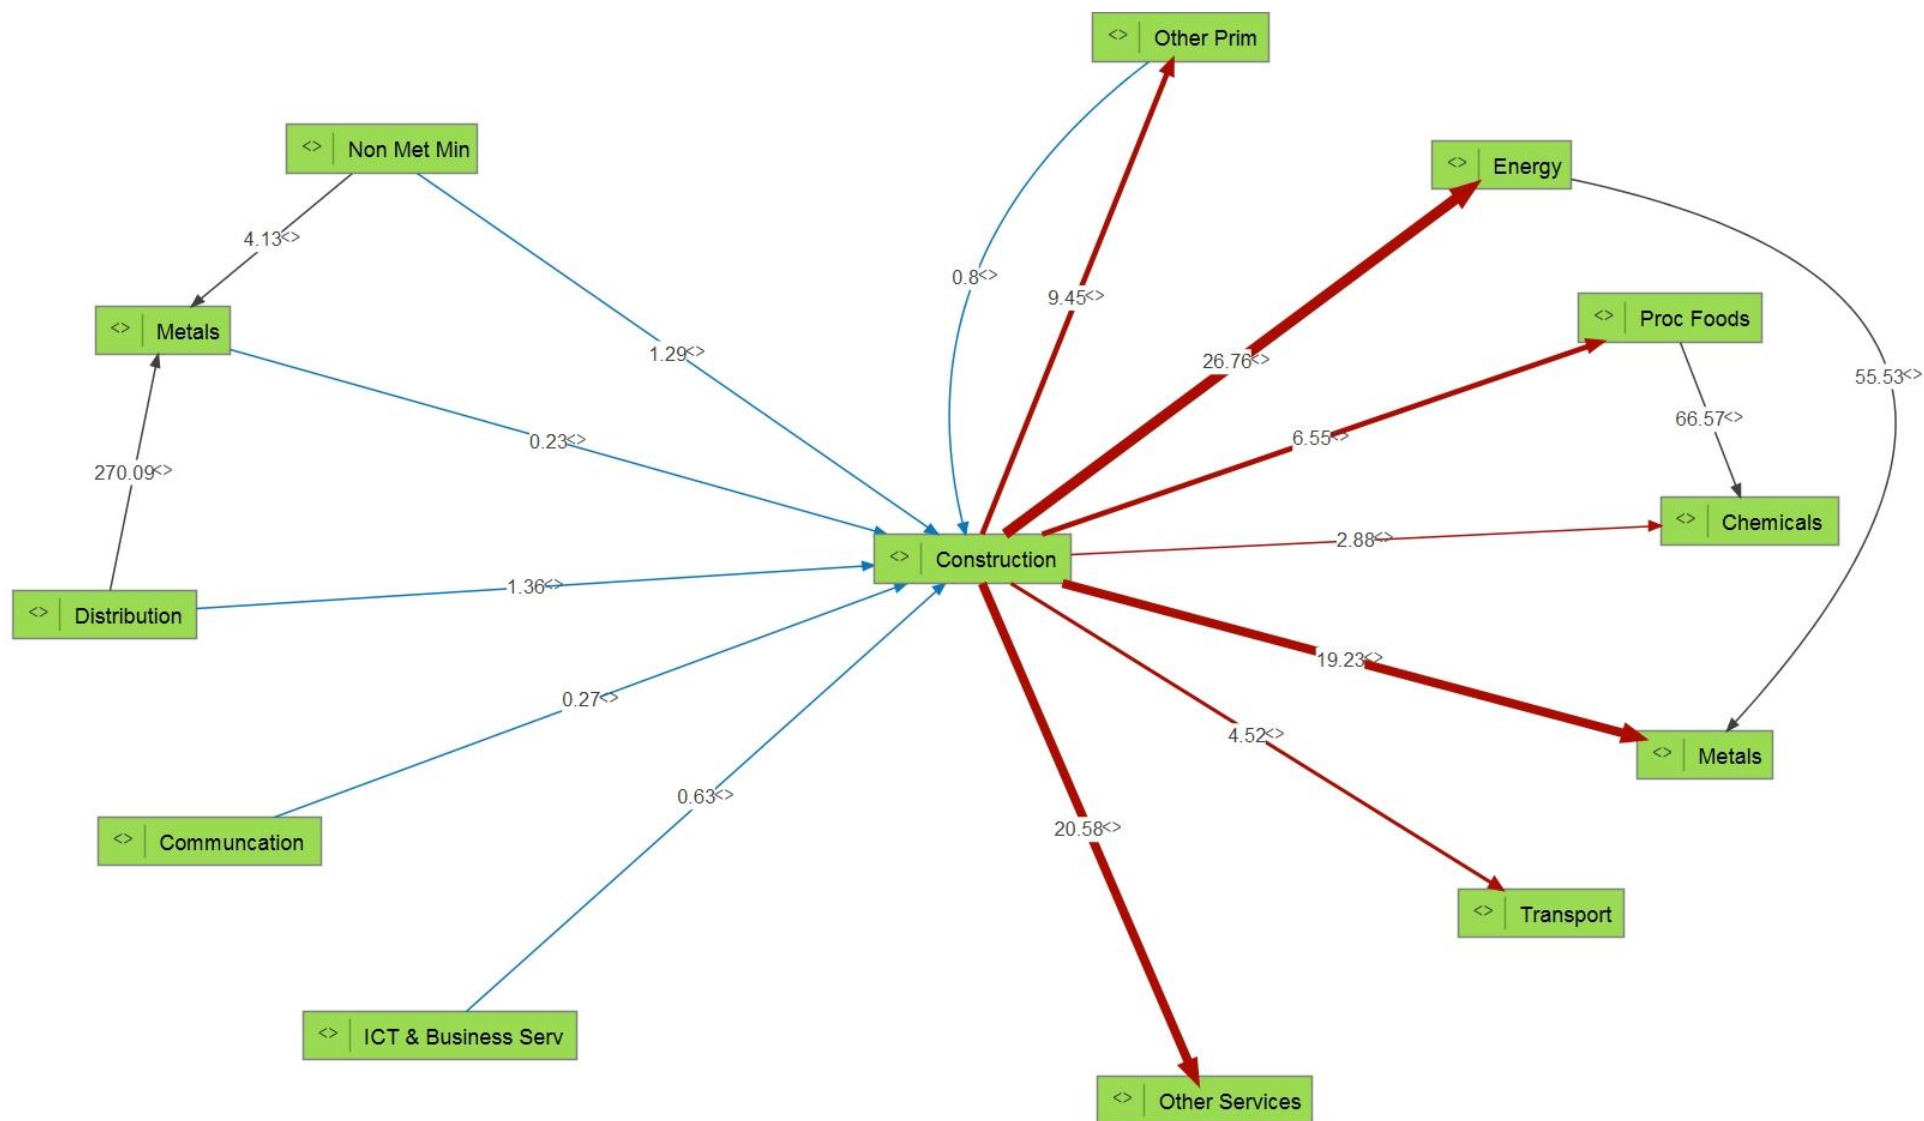 <> Other Prim
<> Non Met Min
<> Energy
4.13<>
0.8<>
9.45<>
<> Proc Foods
<> Metals
1.29<>
26.76<>
55.53<>
66.57<>
0.23<>
6.55<>
270.09<>
<> Chemicals
2.88<>
<> Construction
1.36<>
<> Distribution
19.23<>
0.27<>
4.52<>
<> Metals
0.63<>
20.58<>
<> Communcation
<> Transport
<> ICT & Business Serv
<> Other Services